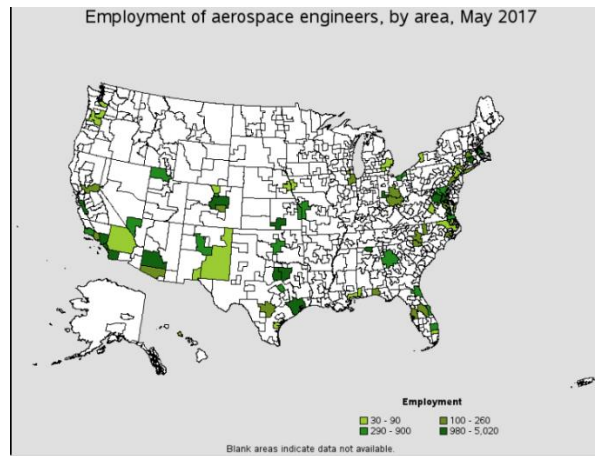 Employment of aerospace engineers, by area, May 2017
Employment
30 - 90
100 - 260
290 - 900
980 - 5,020
Blank areas indicate data not available.